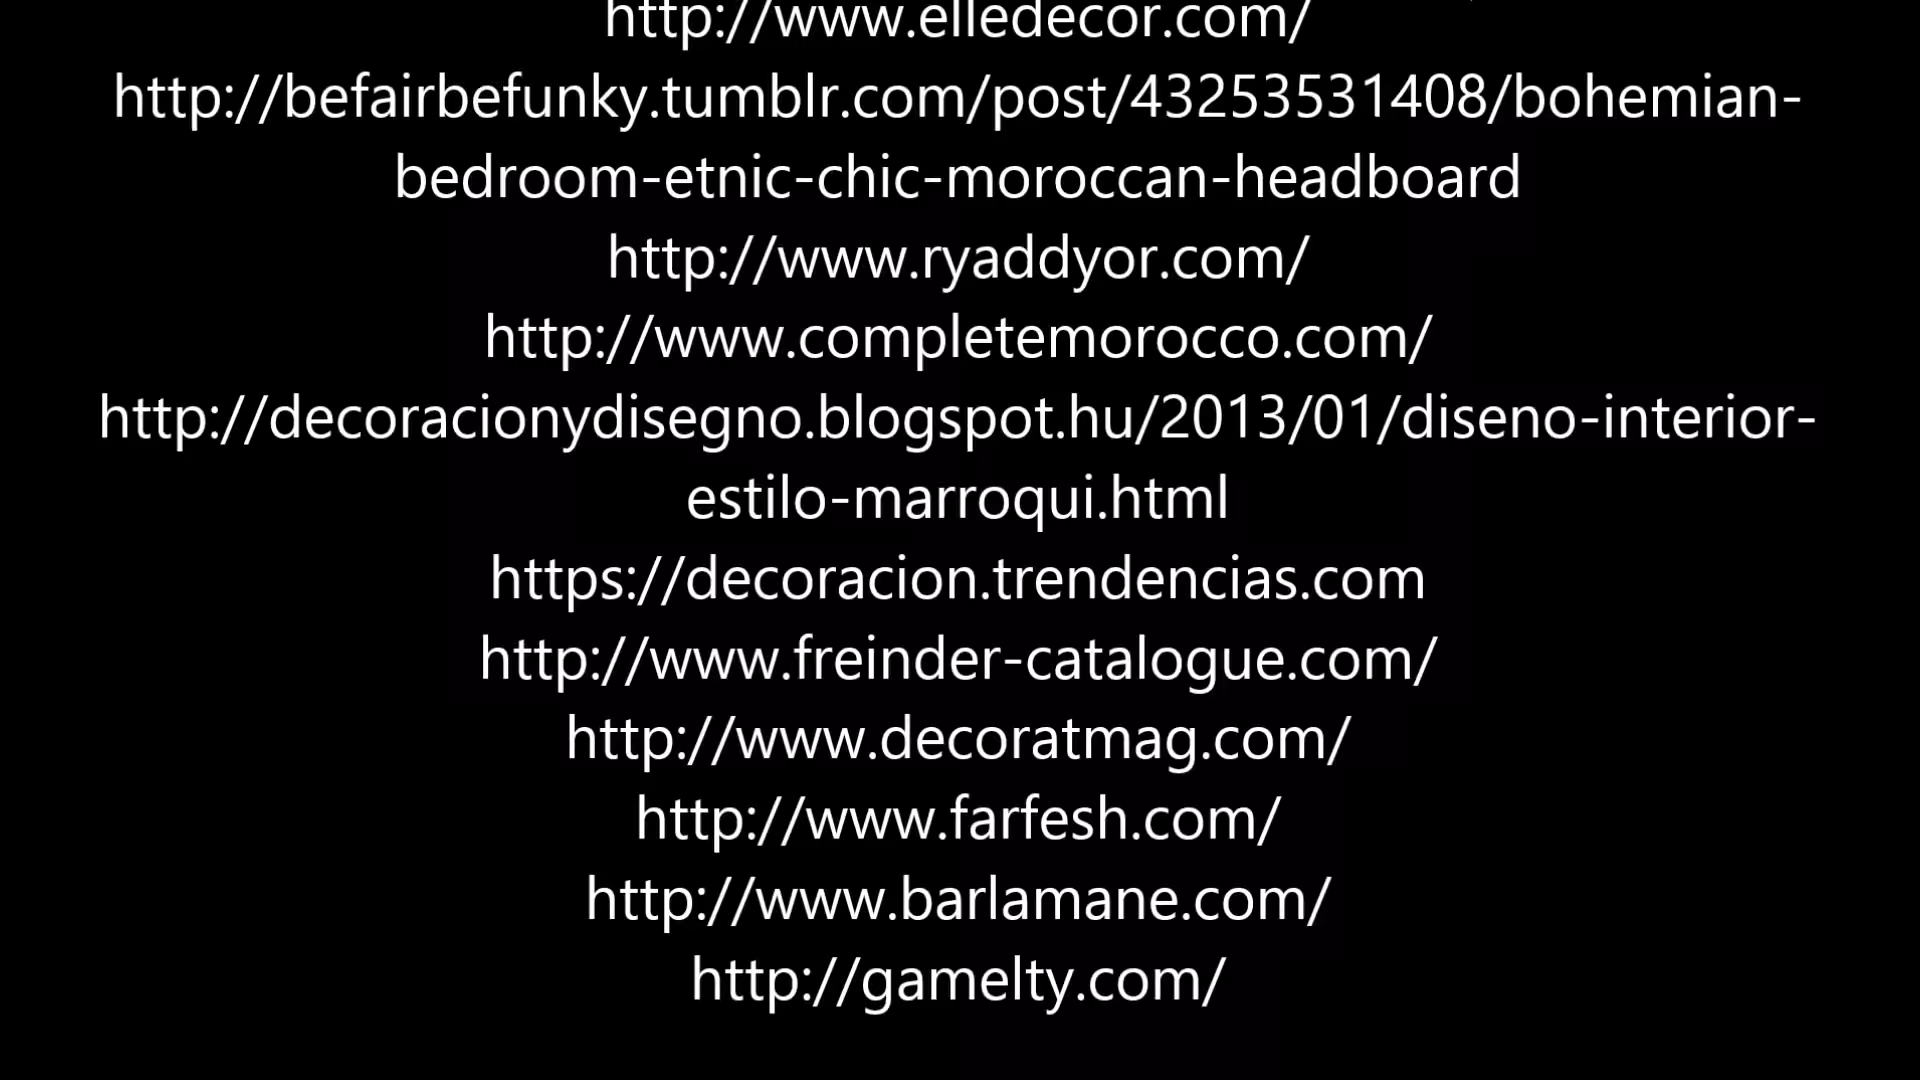 http://www.elledecor.com/
http://befairbefunky.tumblr.com/post/43253531408/bohemian-
bedroom-etnic-chic-moroccan-headboard
http://www.ryaddyor.com/
http://www.completemorocco.com/
http://decoracionydisegno.blogspot.hu/2013/01/diseno-interior-
estilo-marroqui.html
https://decoracion.trendencias.com
http://www.freinder-catalogue.com/
http://www.decoratmag.com/
http://www.farfesh.com/
http://www.barlamane.com/
http://gamelty.com/